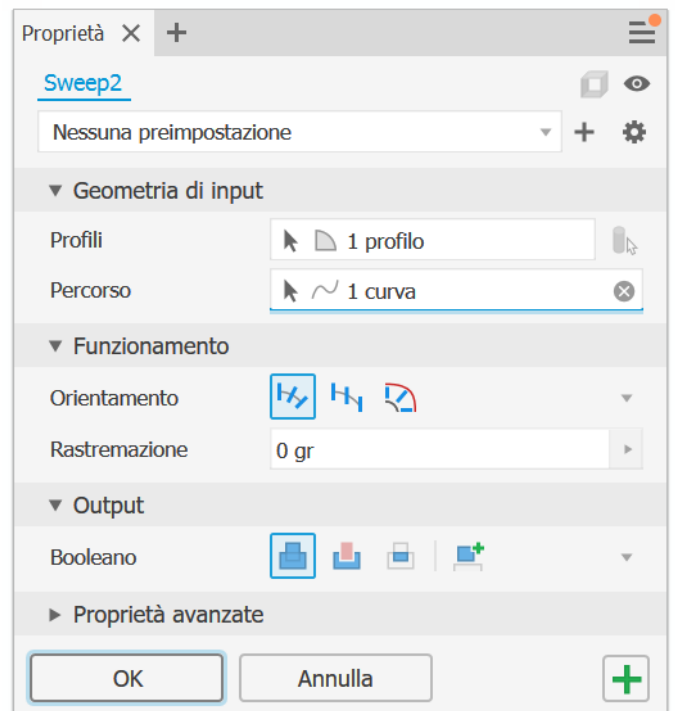 Proprietà
Sweep2
Nessuna preimpostazione
Geometria di input
Profili 1 profilo
Percorso 1 curva
Funzionamento
Orientamento
Rastremazione 0 gr
Output
Booleano
Proprietà avanzate
OK Annulla